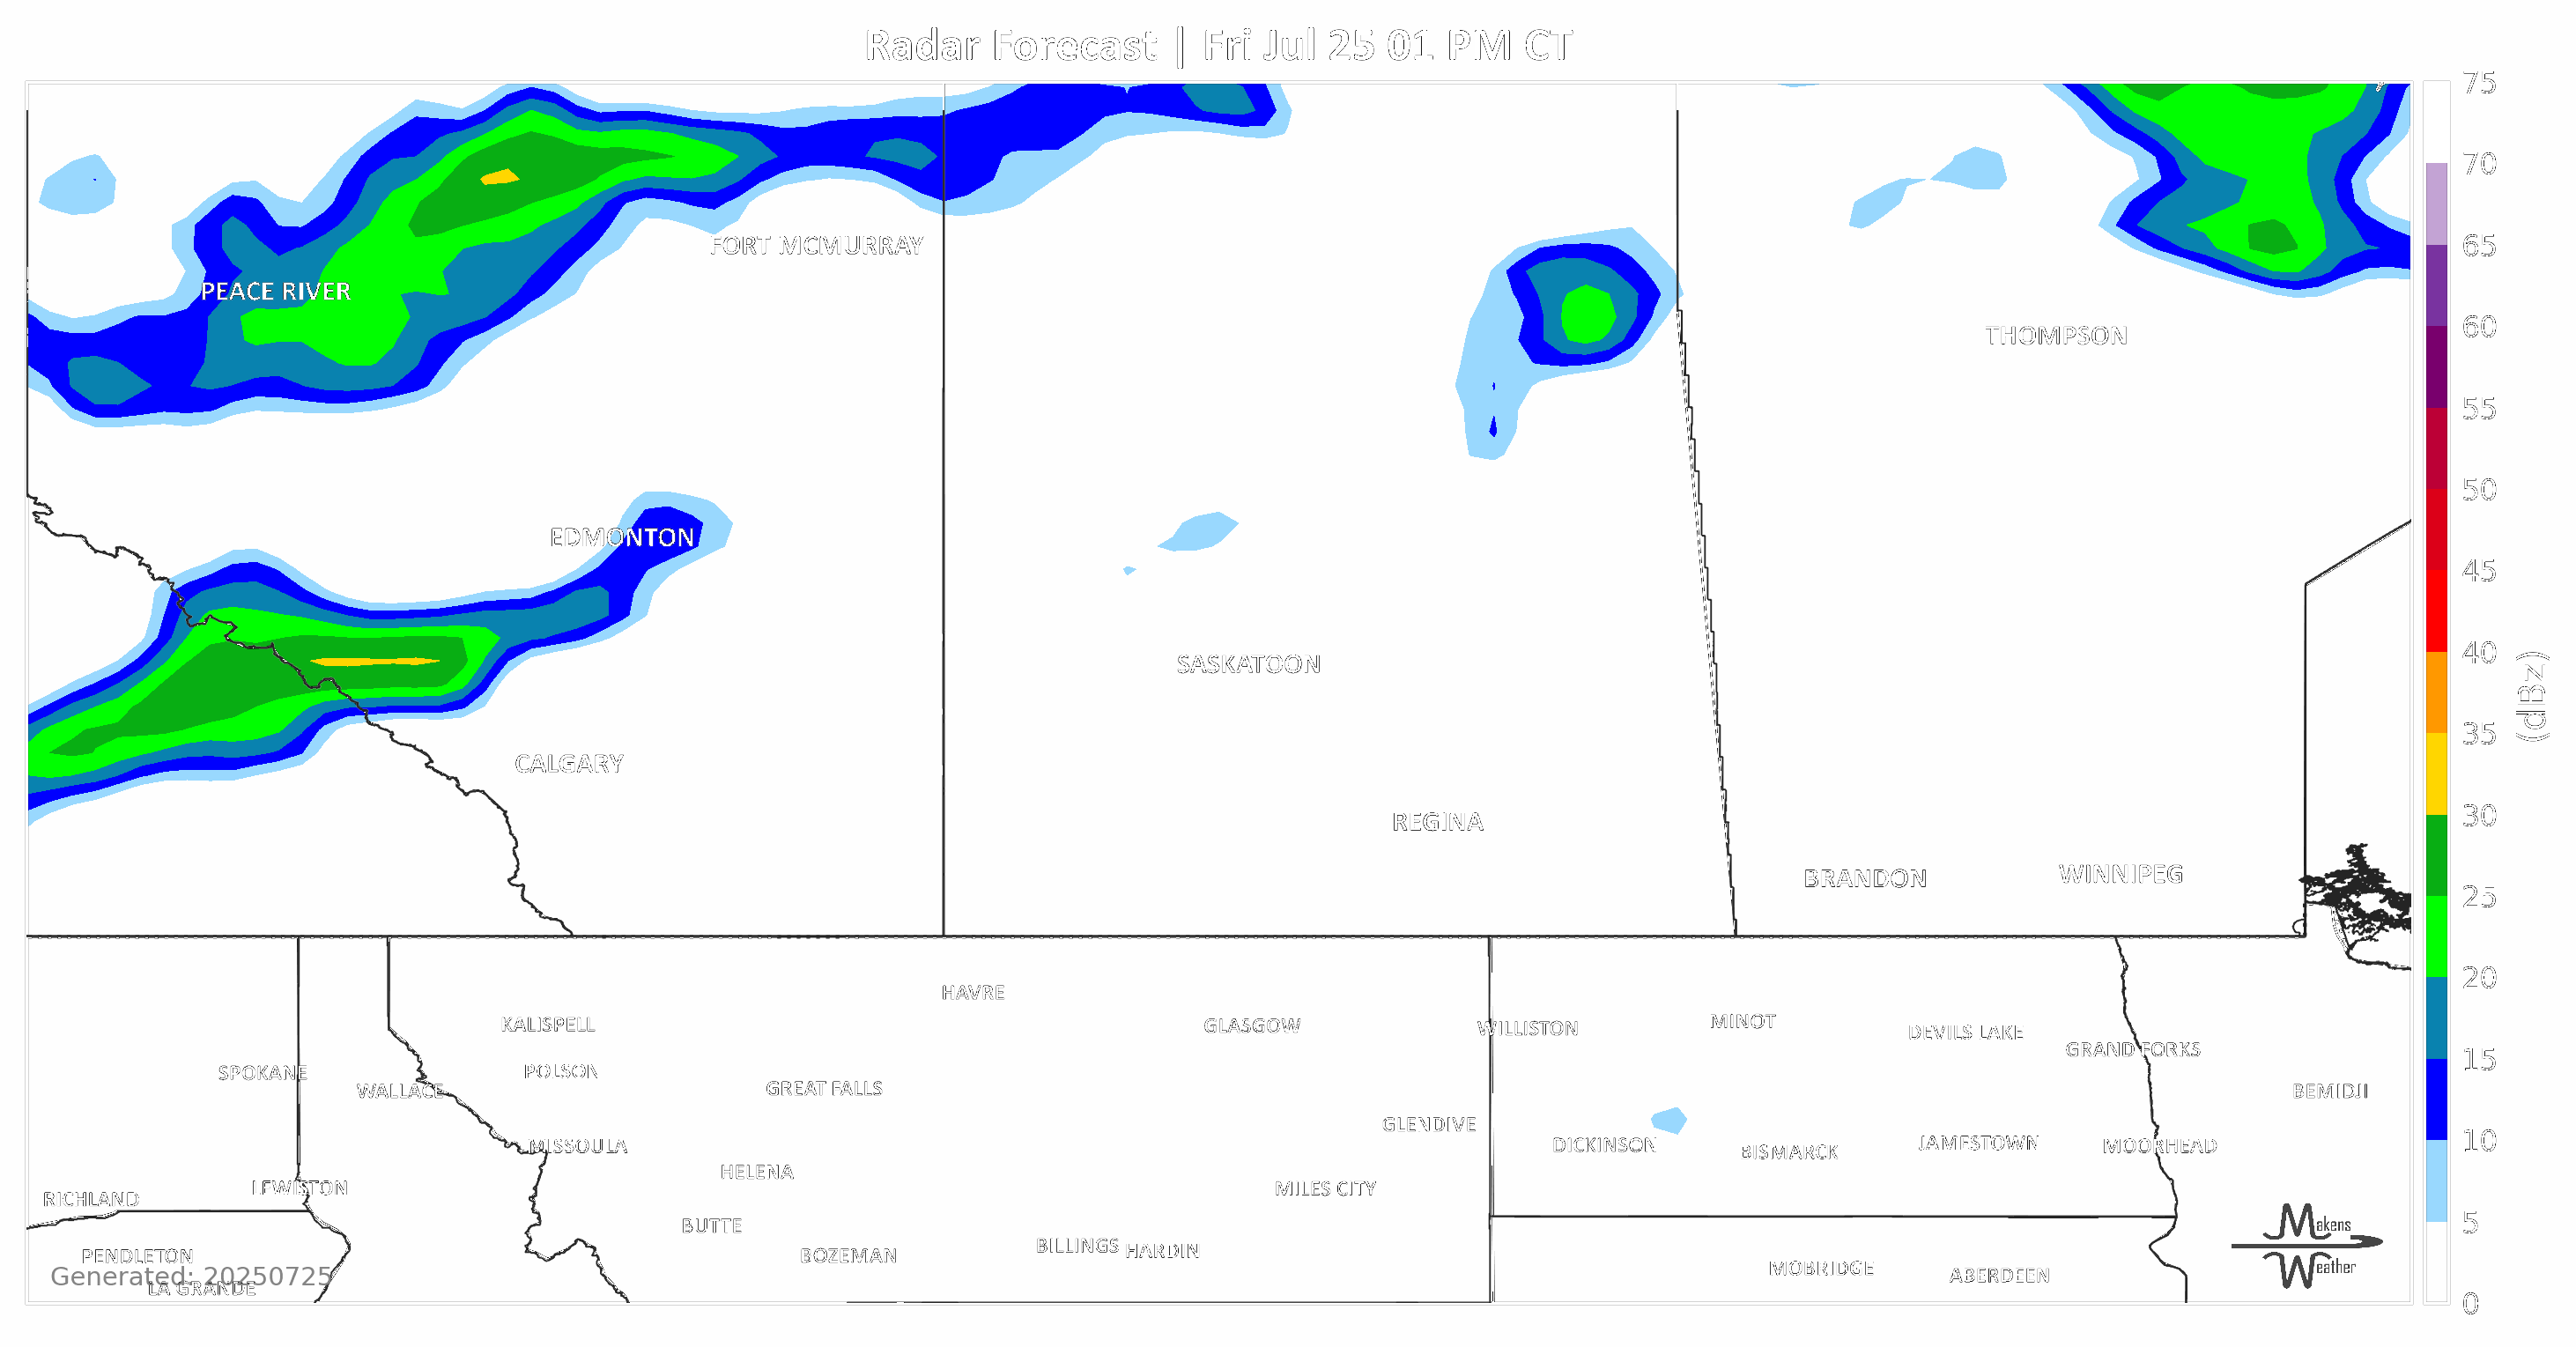 Radar Forecast | Fri Jul 25 01 PM CT
75
70
65
60
55
50
45
40
35
30
25
20
15
10
5
0
(dBz)
FORT MCMURRAY
PEACE RIVER
THOMPSON
EDMONTON
SASKATOON
CALGARY
REGINA
BRANDON
WINNIPEG
HAVRE
KALISPELL
GLASGOW
WILLISTON
MINOT
DEVILS LAKE
GRAND FORKS
SPOKANE
POLSON
WALLACE
GREAT FALLS
BEMIDJI
GLENDIVE
MISSOULA
DICKINSON
BISMARCK
JAMESTOWN
MOORHEAD
HELENA
LEWISTON
RICHLAND
MILES CITY
BUTTE
BILLINGS
HARDIN
PENDLETON
BOZEMAN
MOBRIDGE
ABERDEEN
Generated: 20250725
LA GRANDE
Makens
Weather